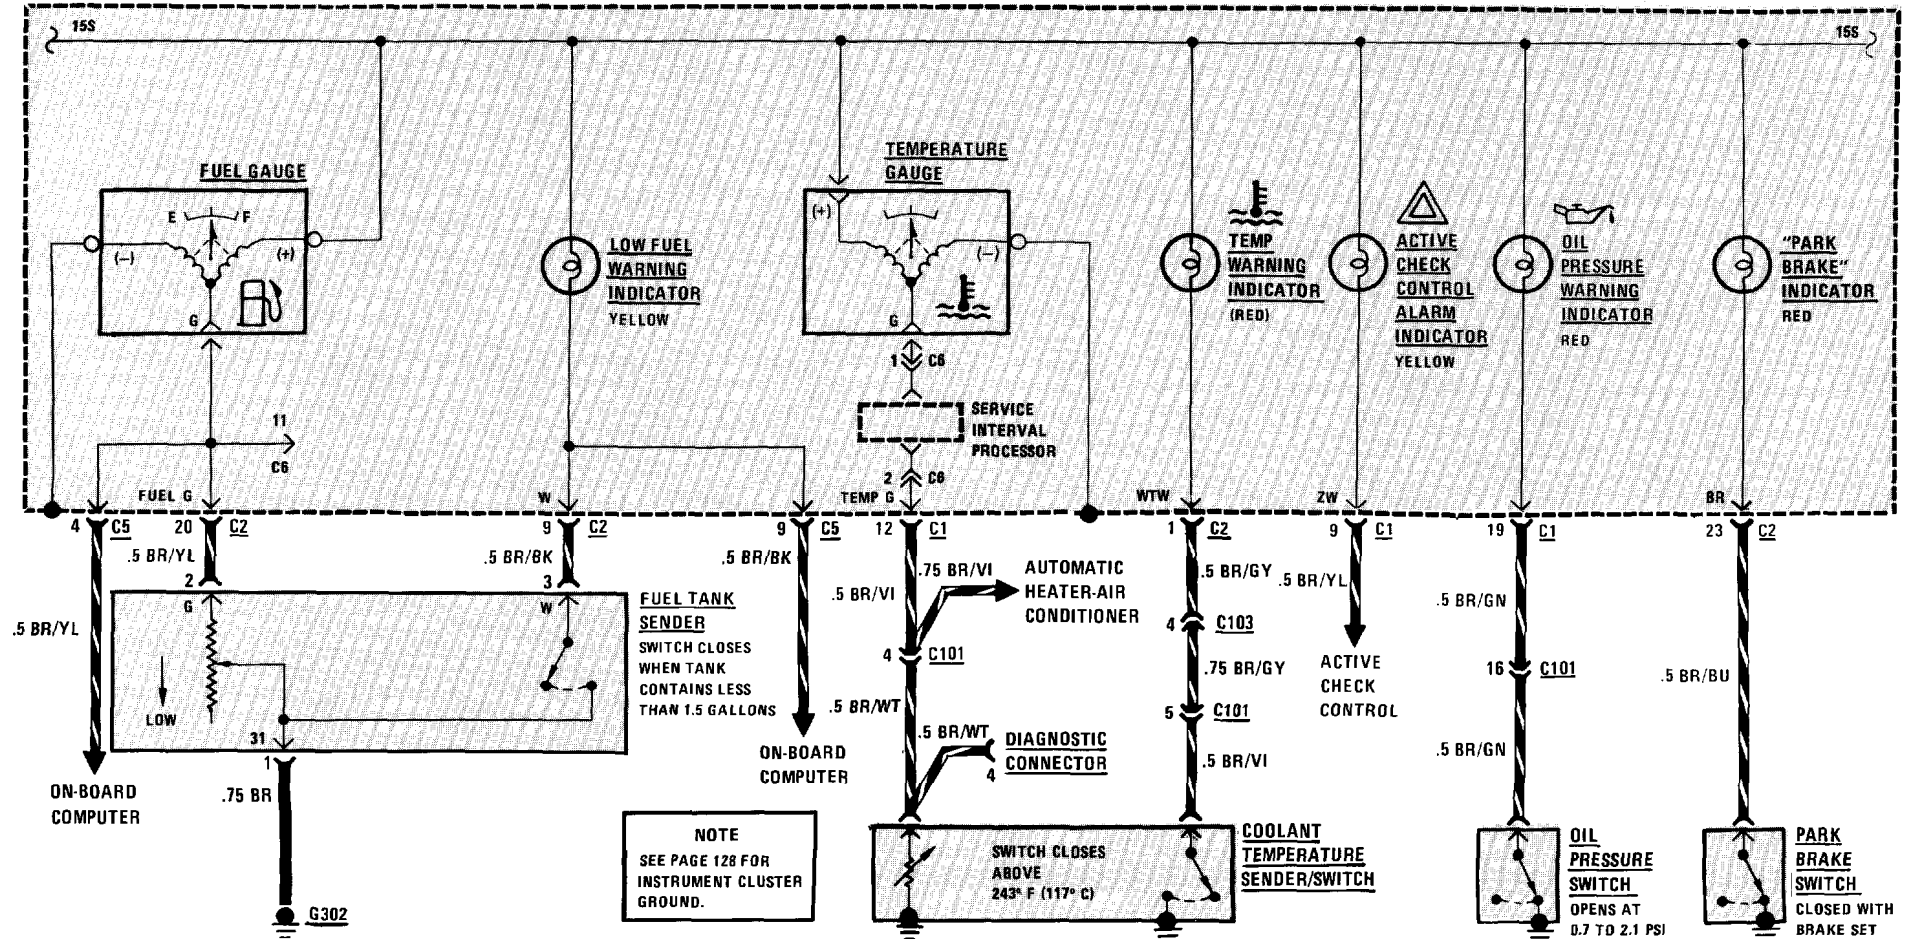 15S
15S
FUEL GAUGE
E
F
(–)
(+)
G
11
C6
LOW FUEL
WARNING
INDICATOR
YELLOW
TEMPERATURE
GAUGE
(+)
(–)
G
1
C6
SERVICE
INTERVAL
PROCESSOR
2
C6
TEMP
WARNING
INDICATOR
(RED)
ACTIVE
CHECK
CONTROL
ALARM
INDICATOR
YELLOW
OIL
PRESSURE
WARNING
INDICATOR
RED
"PARK
BRAKE"
INDICATOR
RED
FUEL G
W
TEMP G
WTW
ZW
BR
4 C5
20 C2
9 C2
9 C5
12 C1
1 C2
9 C1
19 C1
23 C2
.5 BR/YL
.5 BR/YL
2
.5 BR/BK
3
.5 BR/BK
.5 BR/VI
.75 BR/VI
AUTOMATIC
HEATER-AIR
CONDITIONER
4
C101
.5 BR/WT
.5 BR/WT
4
DIAGNOSTIC
CONNECTOR
.5 BR/GY
4
C103
.75 BR/GY
5
C101
.5 BR/VI
.5 BR/YL
ACTIVE
CHECK
CONTROL
.5 BR/GN
16
C101
.5 BR/GN
.5 BR/BU
G
W
LOW
31
FUEL TANK
SENDER
SWITCH CLOSES
WHEN TANK
CONTAINS LESS
THAN 1.5 GALLONS
ON-BOARD
COMPUTER
ON-BOARD
COMPUTER
1
.75 BR
G302
NOTE
SEE PAGE 128 FOR
INSTRUMENT CLUSTER
GROUND.
SWITCH CLOSES
ABOVE
243° F (117° C)
COOLANT
TEMPERATURE
SENDER/SWITCH
OIL
PRESSURE
SWITCH
OPENS AT
0.7 TO 2.1 PSI
PARK
BRAKE
SWITCH
CLOSED WITH
BRAKE SET